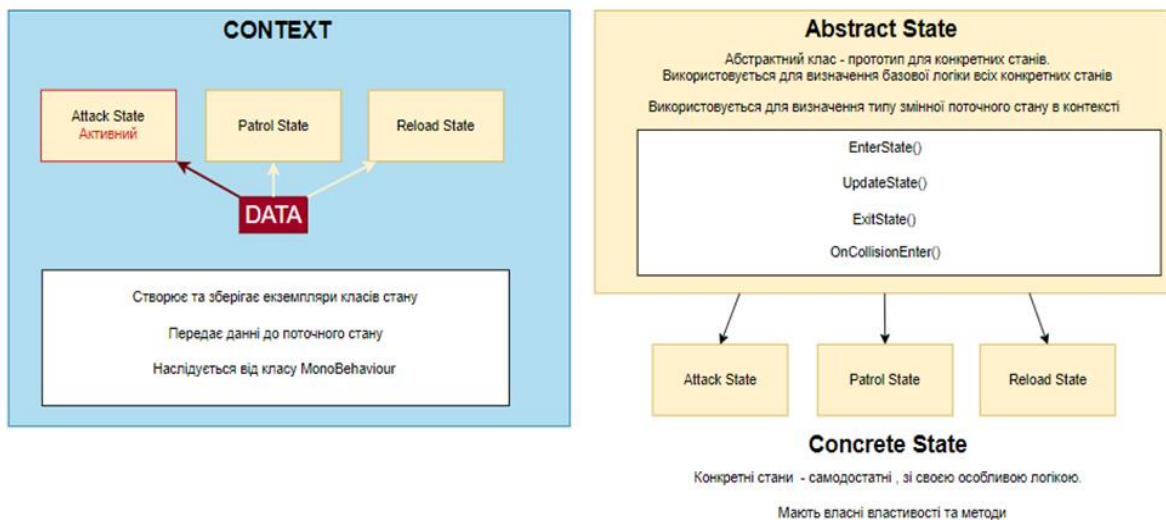 CONTEXT
Attack State
Активний
Patrol State
Reload State
DATA
Створює та зберігає екземпляри класів стану
Передає данні до поточного стану
Наслідується від класу MonoBehaviour
Abstract State
Абстрактний клас - прототип для конкретних станів.
Використовується для визначення базової логіки всіх конкретних станів
Використовується для визначення типу змінної поточного стану в контексті
EnterState()
UpdateState()
ExitState()
OnCollisionEnter()
Attack State
Patrol State
Reload State
Concrete State
Конкретні стани - самодостатні , зі своєю особливою логікою.
Мають власні властивості та методи